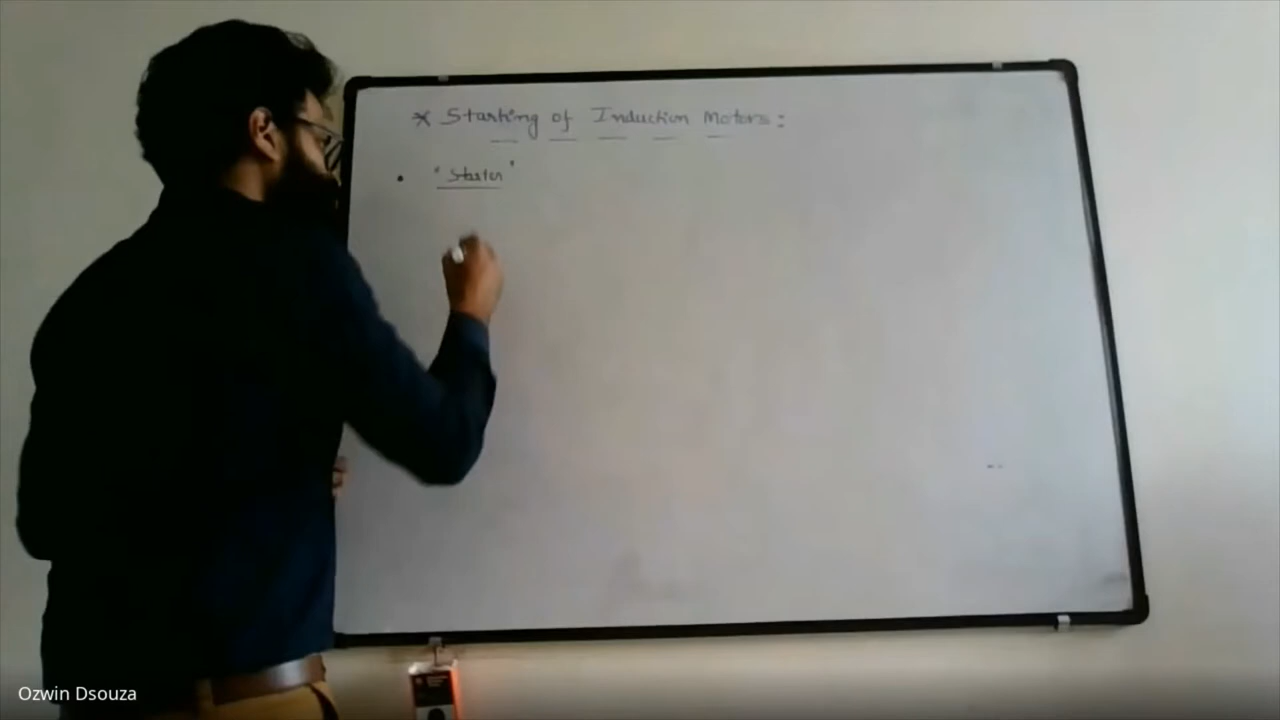 * Starting of Induction Motors:
• "Starter"
Ozwin Dsouza